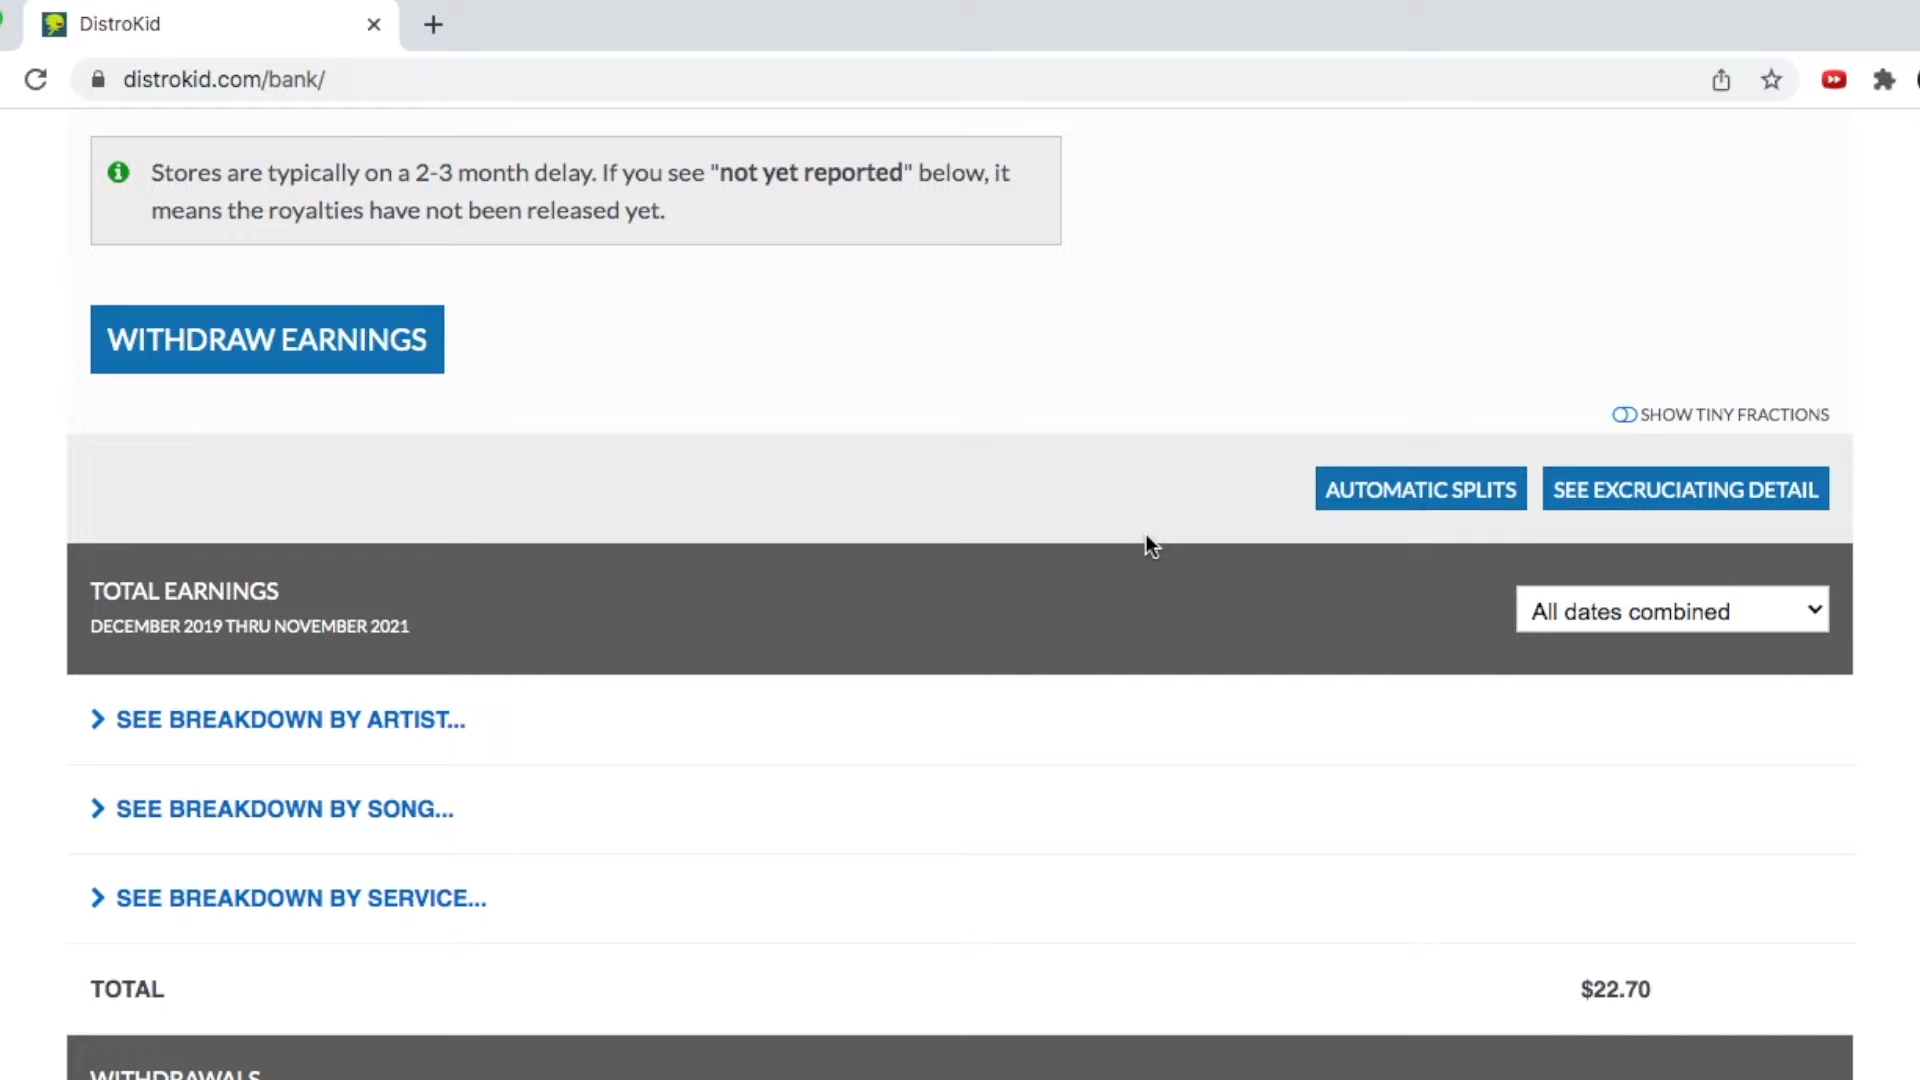 DistroKid
distrokid.com/bank/
Stores are typically on a 2-3 month delay. If you see "not yet reported" below, it
means the royalties have not been released yet.
WITHDRAW EARNINGS
SHOW TINY FRACTIONS
AUTOMATIC SPLITS
SEE EXCRUCIATING DETAIL
TOTAL EARNINGS
DECEMBER 2019 THRU NOVEMBER 2021
All dates combined
SEE BREAKDOWN BY ARTIST...
SEE BREAKDOWN BY SONG...
SEE BREAKDOWN BY SERVICE...
TOTAL
$22.70
WITHDRAWALS